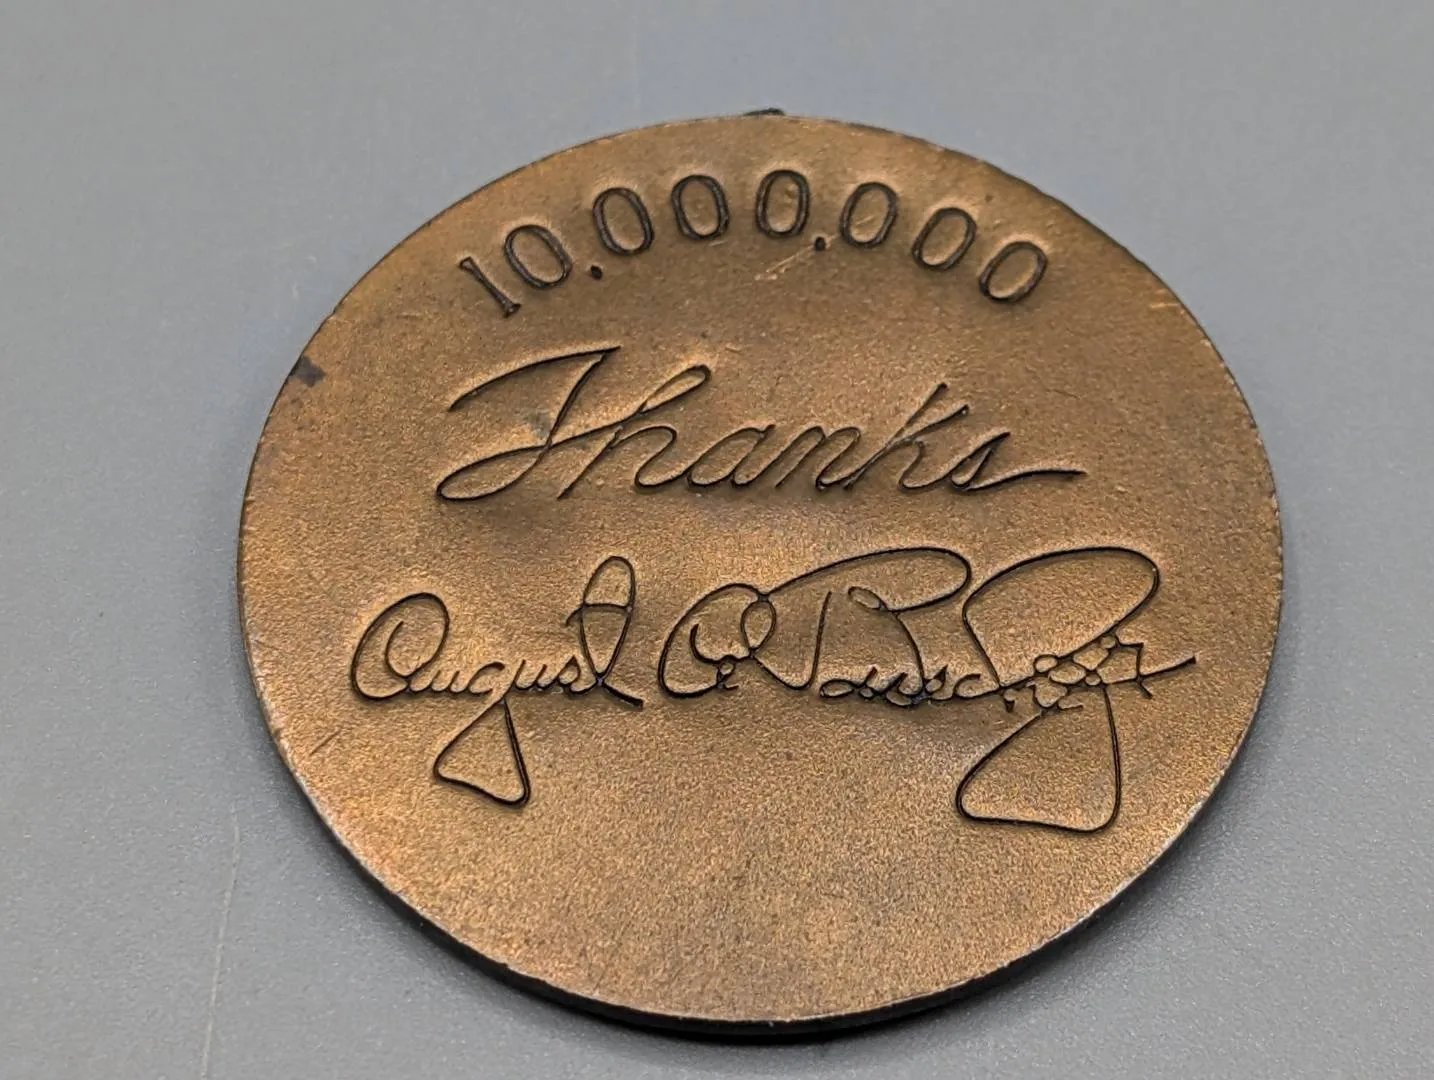 10,000,000
Thanks
August A Busch Jr